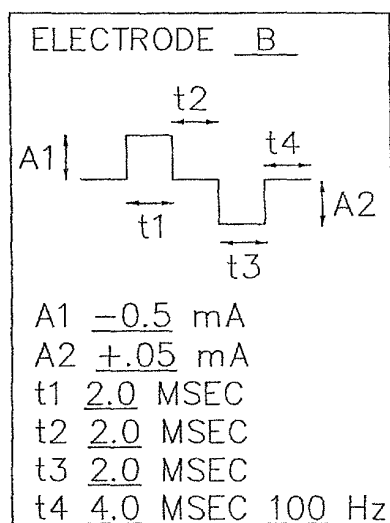 ELECTRODE B
t2
A1
t4
t1
A2
t3
A1 −0.5 mA
A2 +.05 mA
t1 2.0 MSEC
t2 2.0 MSEC
t3 2.0 MSEC
t4 4.0 MSEC 100 Hz